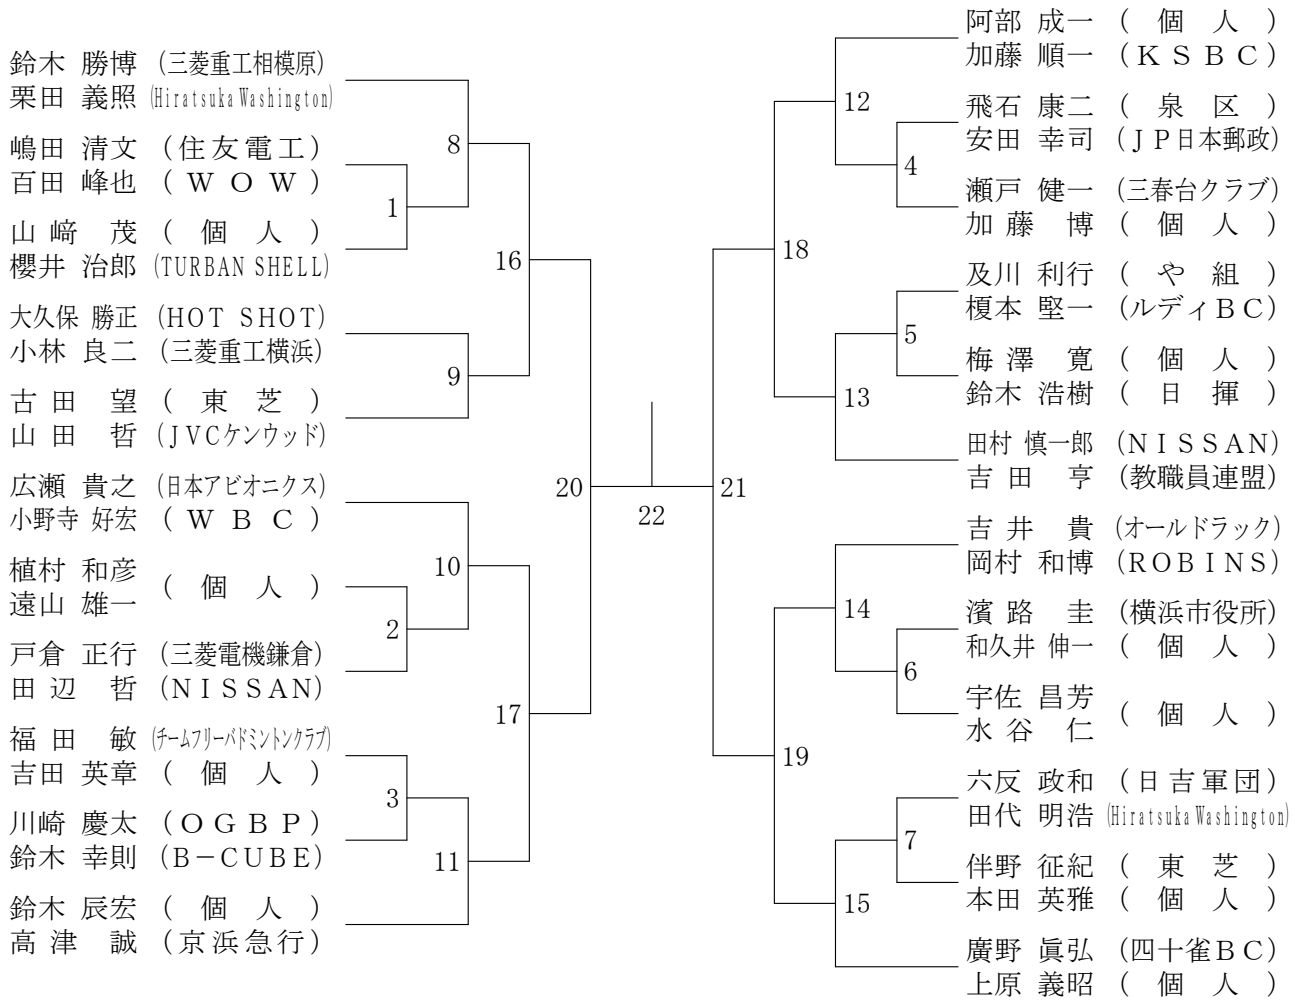 鈴木 勝博 (三菱重工相模原)
栗田 義照 (Hiratsuka Washington)
嶋田 清文 (住友電工)
百田 峰也 (ＷＯＷ)
山﨑 茂 (個人)
櫻井 治郎 (TURBAN SHELL)
大久保 勝正 (HOT SHOT)
小林 良二 (三菱重工横浜)
古田 望 (東芝)
山田 哲 (JVCケンウッド)
広瀬 貴之 (日本アビオニクス)
小野寺 好宏 (ＷＢＣ)
植村 和彦
遠山 雄一
(個人)
戸倉 正行 (三菱電機鎌倉)
田辺 哲 (ＮＩＳＳＡＮ)
福田 敏 (チームフリーバドミントンクラブ)
吉田 英章 (個人)
川崎 慶太 (ＯＧＢＰ)
鈴木 幸則 (Ｂ－ＣＵＢＥ)
鈴木 辰宏 (個人)
高津 誠 (京浜急行)
8
1
16
9
20
10
2
17
3
11
22
21
12
4
18
5
13
14
6
19
7
15
阿部 成一 (個人)
加藤 順一 (ＫＳＢＣ)
飛石 康二 (泉区)
安田 幸司 (ＪＰ日本郵政)
瀬戸 健一 (三春台クラブ)
加藤 博 (個人)
及川 利行 (や組)
榎本 堅一 (ルディＢＣ)
梅澤 寛 (個人)
鈴木 浩樹 (日揮)
田村 慎一郎 (ＮＩＳＳＡＮ)
吉田 亨 (教職員連盟)
吉井 貴 (オールドラック)
岡村 和博 (ＲＯＢＩＮＳ)
濱路 圭 (横浜市役所)
和久井 伸一 (個人)
宇佐 昌芳
水谷 仁
(個人)
六反 政和 (日吉軍団)
田代 明浩 (Hiratsuka Washington)
伴野 征紀 (東芝)
本田 英雅 (個人)
廣野 眞弘 (四十雀ＢＣ)
上原 義昭 (個人)